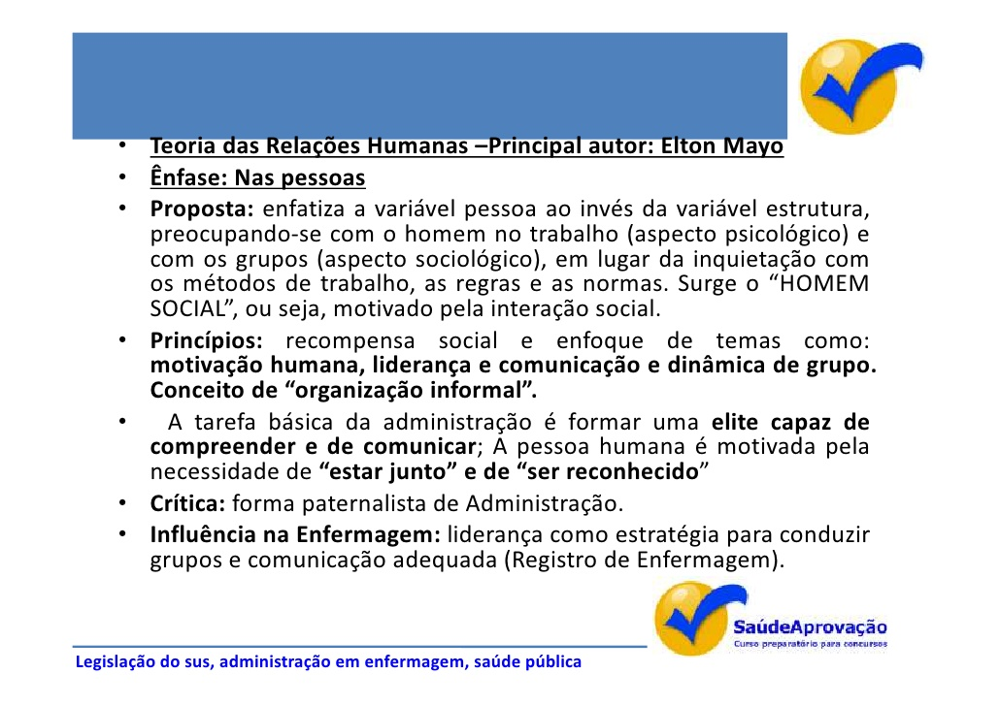 • Teoria das Relações Humanas –Principal autor: Elton Mayo
• Ênfase: Nas pessoas
• Proposta: enfatiza a variável pessoa ao invés da variável estrutura,
preocupando-se com o homem no trabalho (aspecto psicológico) e
com os grupos (aspecto sociológico), em lugar da inquietação com
os métodos de trabalho, as regras e as normas. Surge o “HOMEM
SOCIAL”, ou seja, motivado pela interação social.
• Princípios: recompensa social e enfoque de temas como:
motivação humana, liderança e comunicação e dinâmica de grupo.
Conceito de “organização informal”.
• A tarefa básica da administração é formar uma elite capaz de
compreender e de comunicar; A pessoa humana é motivada pela
necessidade de “estar junto” e de “ser reconhecido”
• Crítica: forma paternalista de Administração.
• Influência na Enfermagem: liderança como estratégia para conduzir
grupos e comunicação adequada (Registro de Enfermagem).
SaúdeAprovação
Curso preparatório para concursos
Legislação do sus, administração em enfermagem, saúde pública